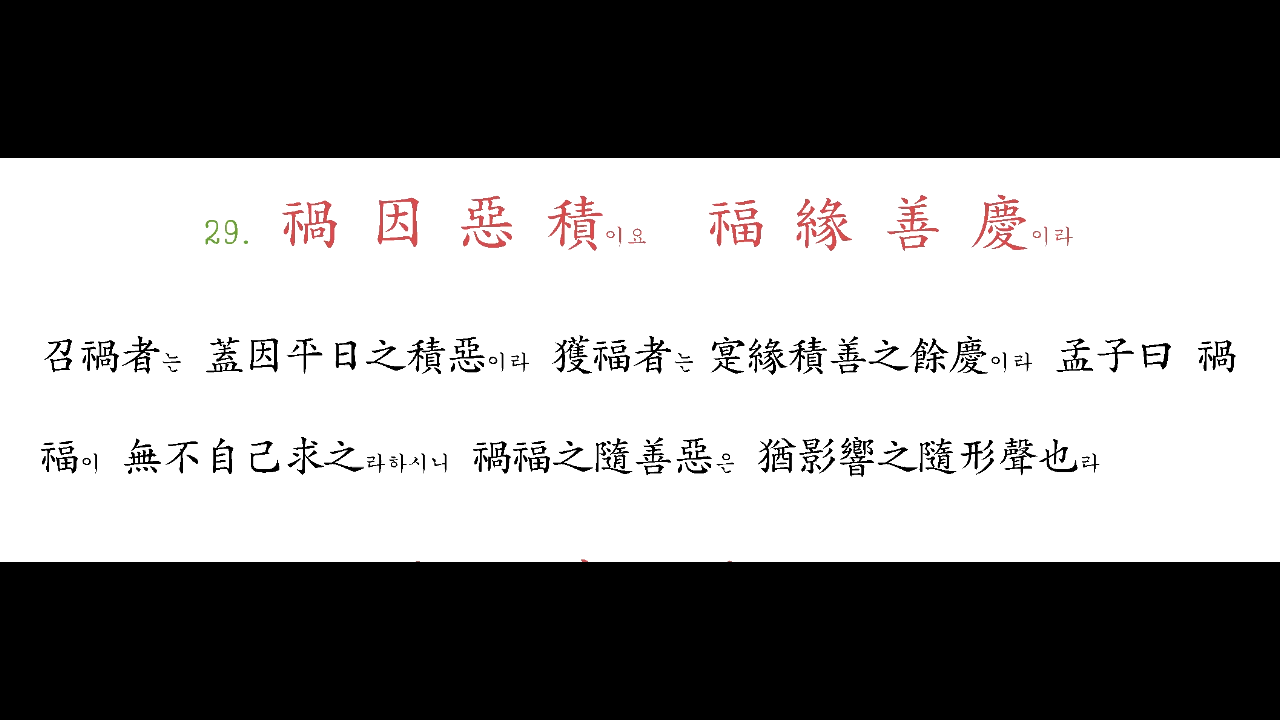 29. 禍 因 惡 積이요 福 緣 善 慶이라
召禍者는 蓋因平日之積惡이라 獲福者는 寔緣積善之餘慶이라 孟子曰 禍
福이 無不自己求之라하시니 禍福之隨善惡은 猶影響之隨形聲也라